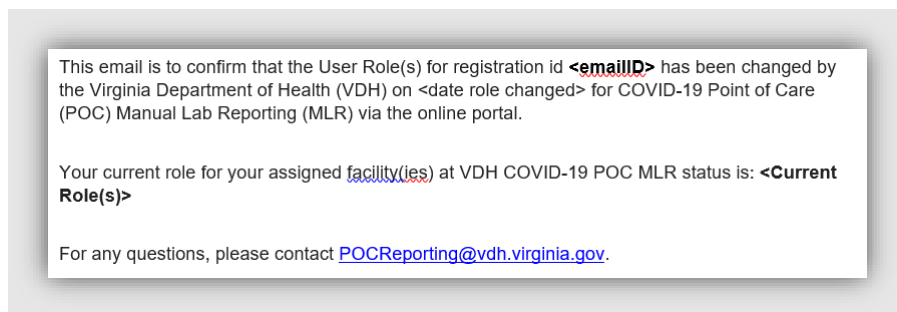 This email is to confirm that the User Role(s) for registration id <emailID> has been changed by
the Virginia Department of Health (VDH) on <date role changed> for COVID-19 Point of Care
(POC) Manual Lab Reporting (MLR) via the online portal.
Your current role for your assigned facility(ies) at VDH COVID-19 POC MLR status is: <Current
Role(s)>
For any questions, please contact POCReporting@vdh.virginia.gov.